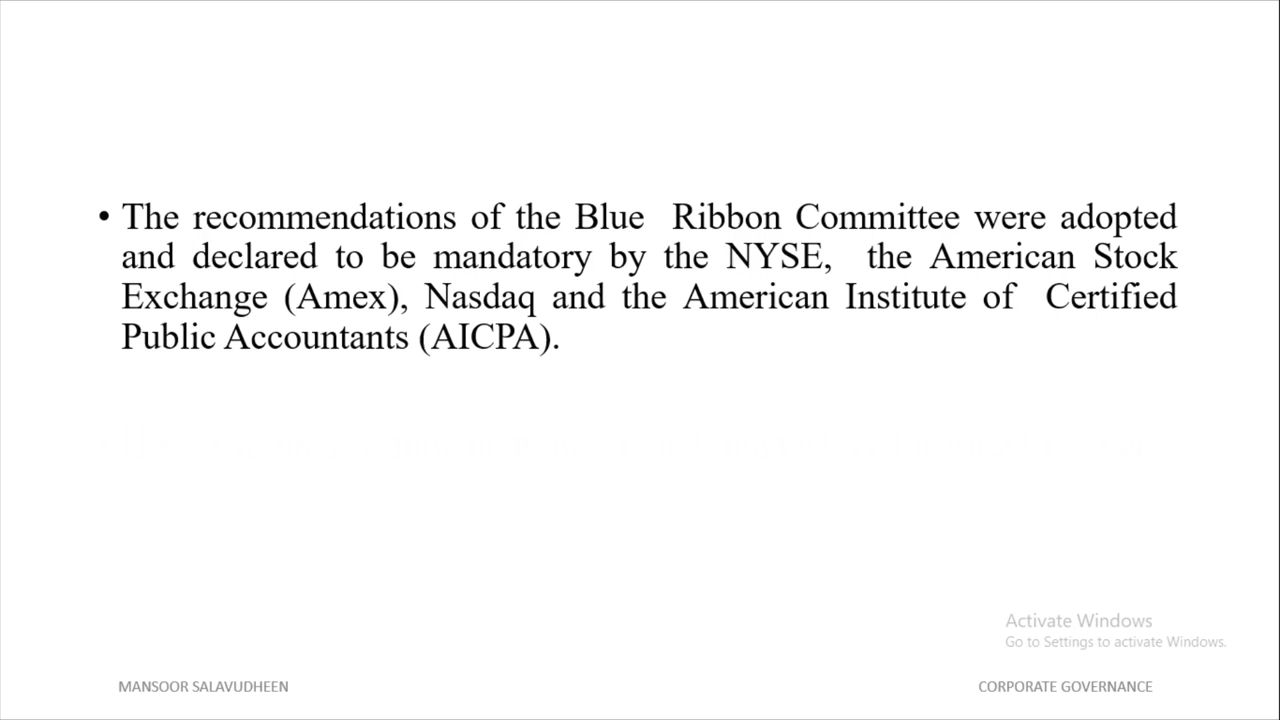 • The recommendations of the Blue Ribbon Committee were adopted
and declared to be mandatory by the NYSE, the American Stock
Exchange (Amex), Nasdaq and the American Institute of Certified
Public Accountants (AICPA).
Activate Windows
Go to Settings to activate Windows.
MANSOOR SALAVUDHEEN
CORPORATE GOVERNANCE